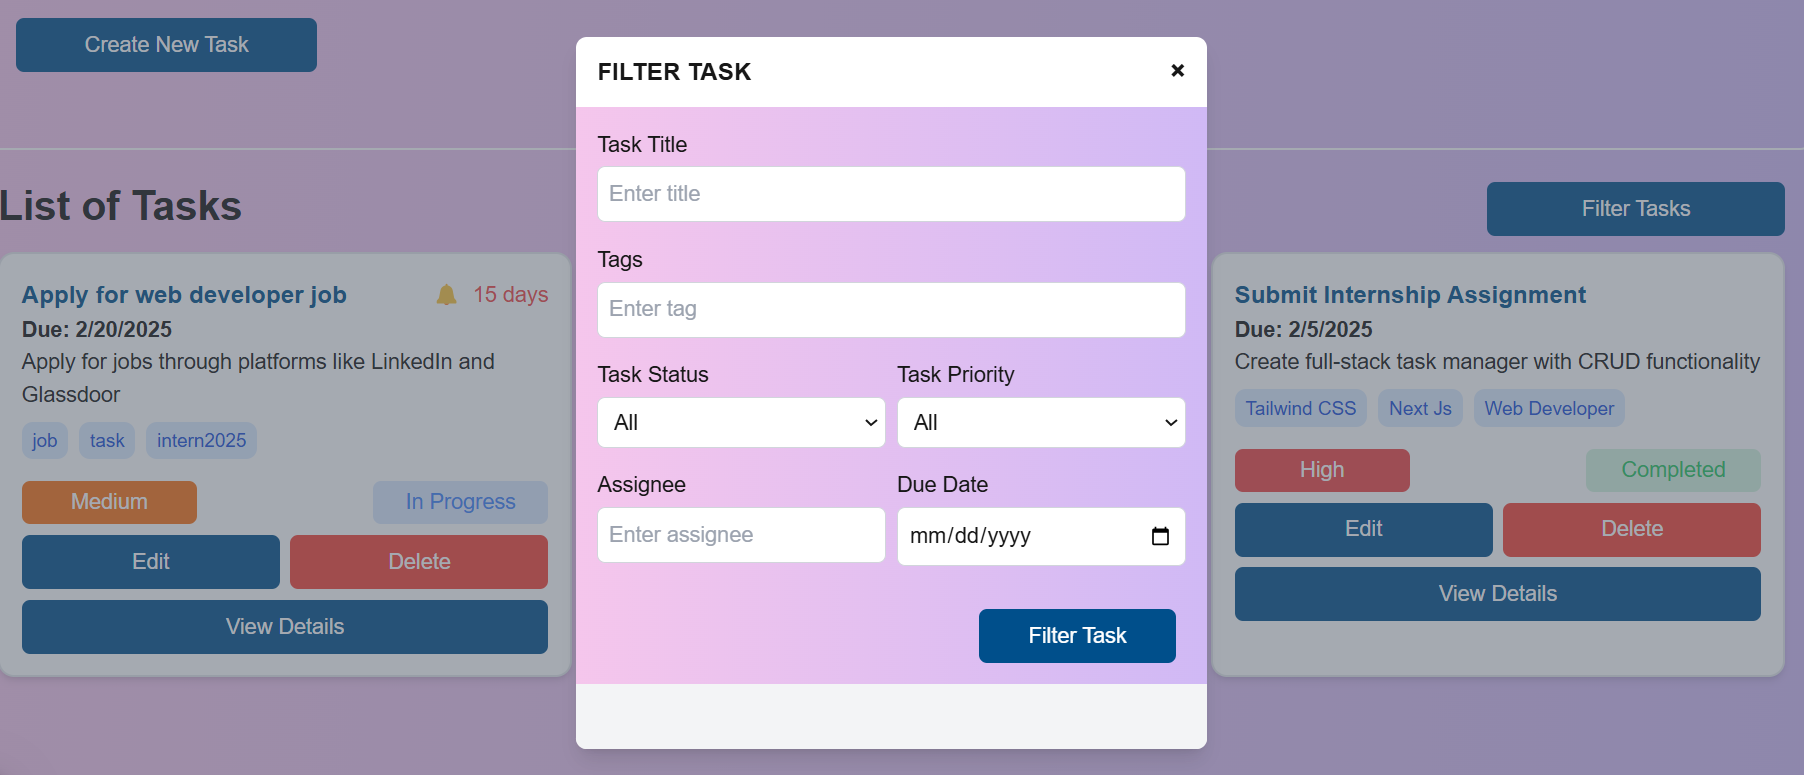 Create New Task
FILTER TASK
×
Task Title
Enter title
Tags
Enter tag
Task Status
Task Priority
All
All
Assignee
Due Date
Enter assignee
mm/dd/yyyy
Filter Task
List of Tasks
Filter Tasks
Apply for web developer job
15 days
Due: 2/20/2025
Apply for jobs through platforms like LinkedIn and
Glassdoor
job task intern2025
Medium
In Progress
Edit
Delete
View Details
Submit Internship Assignment
Due: 2/5/2025
Create full-stack task manager with CRUD functionality
Tailwind CSS Next Js Web Developer
High
Completed
Edit
Delete
View Details